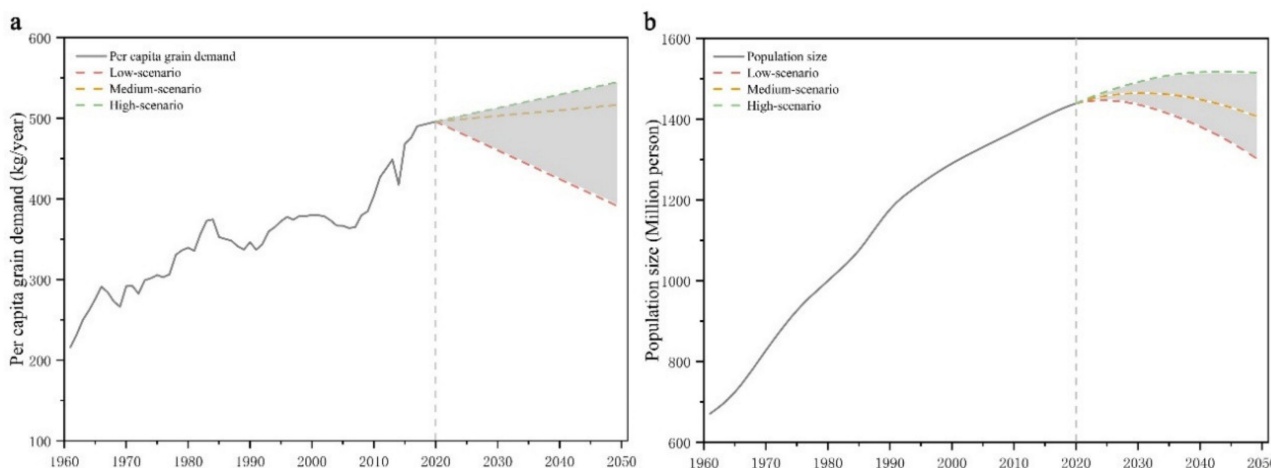 a
Per capita grain demand (kg/year)
600
500
400
300
200
100
Per capita grain demand
Low-scenario
Medium-scenario
High-scenario
1960 1970 1980 1990 2000 2010 2020 2030 2040 2050
b
Population size (Million person)
1600
1400
1200
1000
800
600
Population size
Low-scenario
Medium-scenario
High-scenario
1960 1970 1980 1990 2000 2010 2020 2030 2040 2050